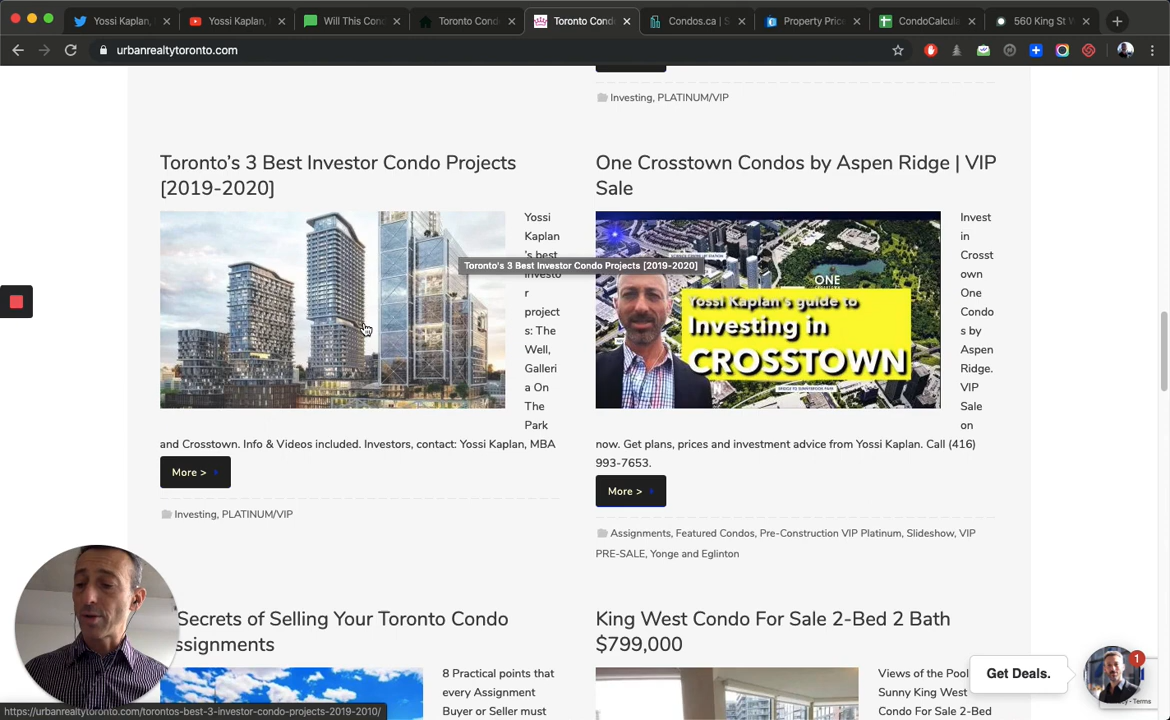 Yossi Kaplan,
Yossi Kaplan,
Will This Con
Toronto Cond
Toronto Cond
Condos.ca | S
Property Pric
CondoCalcul
560 King St W
urbanrealtytoronto.com
Investing, PLATINUM/VIP
Toronto's 3 Best Investor Condo Projects
[2019-2020]
Yossi
Kaplan
's best
investo
r
project
s: The
Well,
Galleri
a On
The
Park
and Crosstown. Info & Videos included. Investors, contact: Yossi Kaplan, MBA
More >
Investing, PLATINUM/VIP
Toronto's 3 Best Investor Condo Projects [2019-2020]
One Crosstown Condos by Aspen Ridge | VIP
Sale
ONE
Yossi Kaplan's guide to
Investing in
CROSSTOWN
Invest
in
Crosst
own
One
Condo
s by
Aspen
Ridge.
VIP
Sale
on
now. Get plans, prices and investment advice from Yossi Kaplan. Call (416)
993-7653.
More >
Assignments, Featured Condos, Pre-Construction VIP Platinum, Slideshow, VIP
PRE-SALE, Yonge and Eglinton
Secrets of Selling Your Toronto Condo
ssignments
8 Practical points that
every Assignment
Buyer or Seller must
King West Condo For Sale 2-Bed 2 Bath
$799,000
Views of the Pool
Sunny King West
Condo For Sale 2-Bed
Get Deals.
1
- Terms
https://urbanrealtytoronto.com/torontos-best-3-investor-condo-projects-2019-2010/